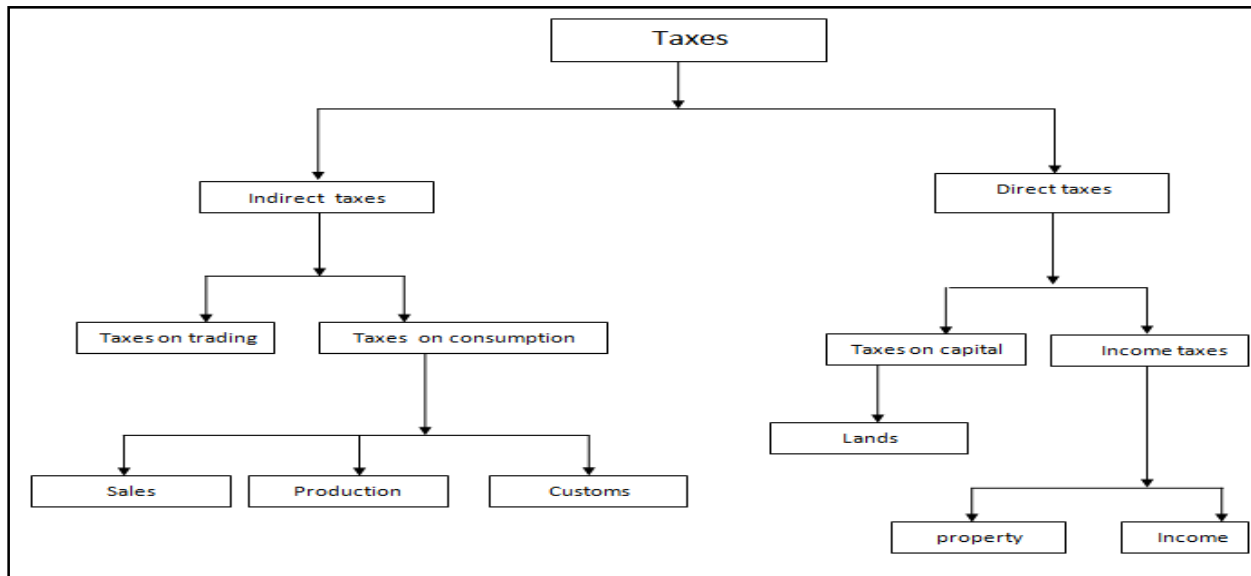 Taxes
Indirect taxes
Direct taxes
Taxes on trading
Taxes on consumption
Taxes on capital
Income taxes
Lands
Sales
Production
Customs
property
Income